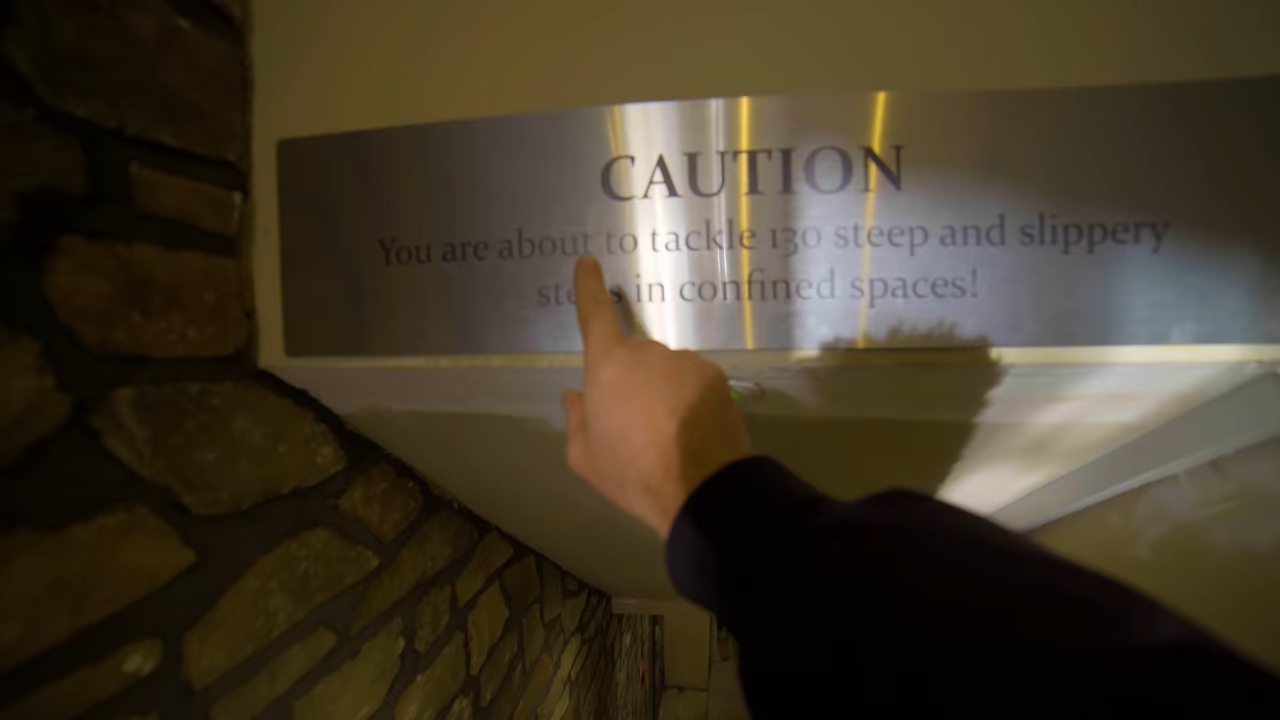 CAUTION
You are about to tackle 130 steep and slippery
steps in confined spaces!